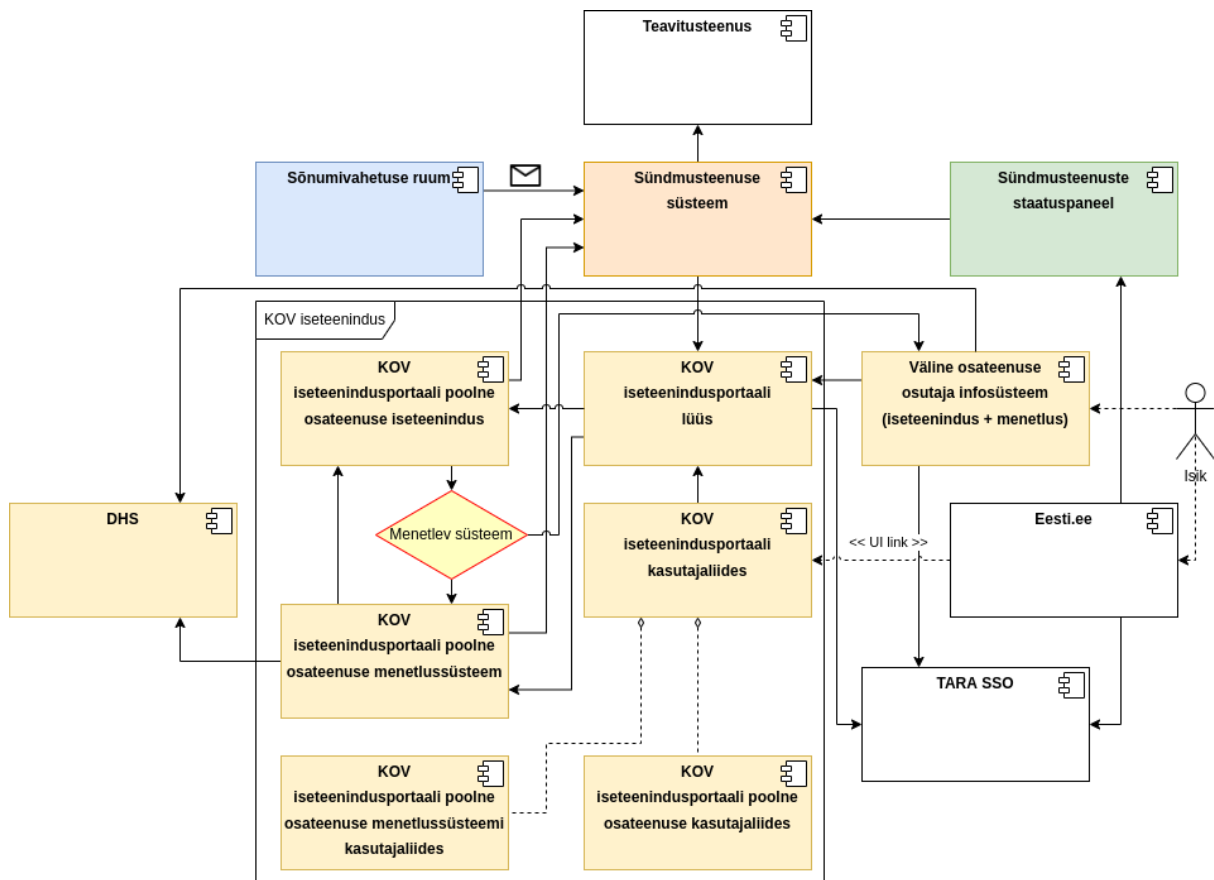 Teavitusteenus
Sõnumivahetuse ruum
Sündmusteenuse
süsteem
Sündmusteenuste
staatuspaneel
KOV iseteenindus
KOV
iseteenindusportaali poolne
osateenuse iseteenindus
KOV
iseteenindusportaali
lüüs
Väline osateenuse
osutaja infosüsteem
(iseteenindus + menetlus)
Isik
DHS
Menetlev süsteem
KOV
iseteenindusportaali
kasutajaliides
<< UI link >>
Eesti.ee
KOV
iseteenindusportaali poolne
osateenuse menetlussüsteem
TARA SSO
KOV
iseteenindusportaali poolne
osateenuse menetlussüsteemi
kasutajaliides
KOV
iseteenindusportaali poolne
osateenuse kasutajaliides